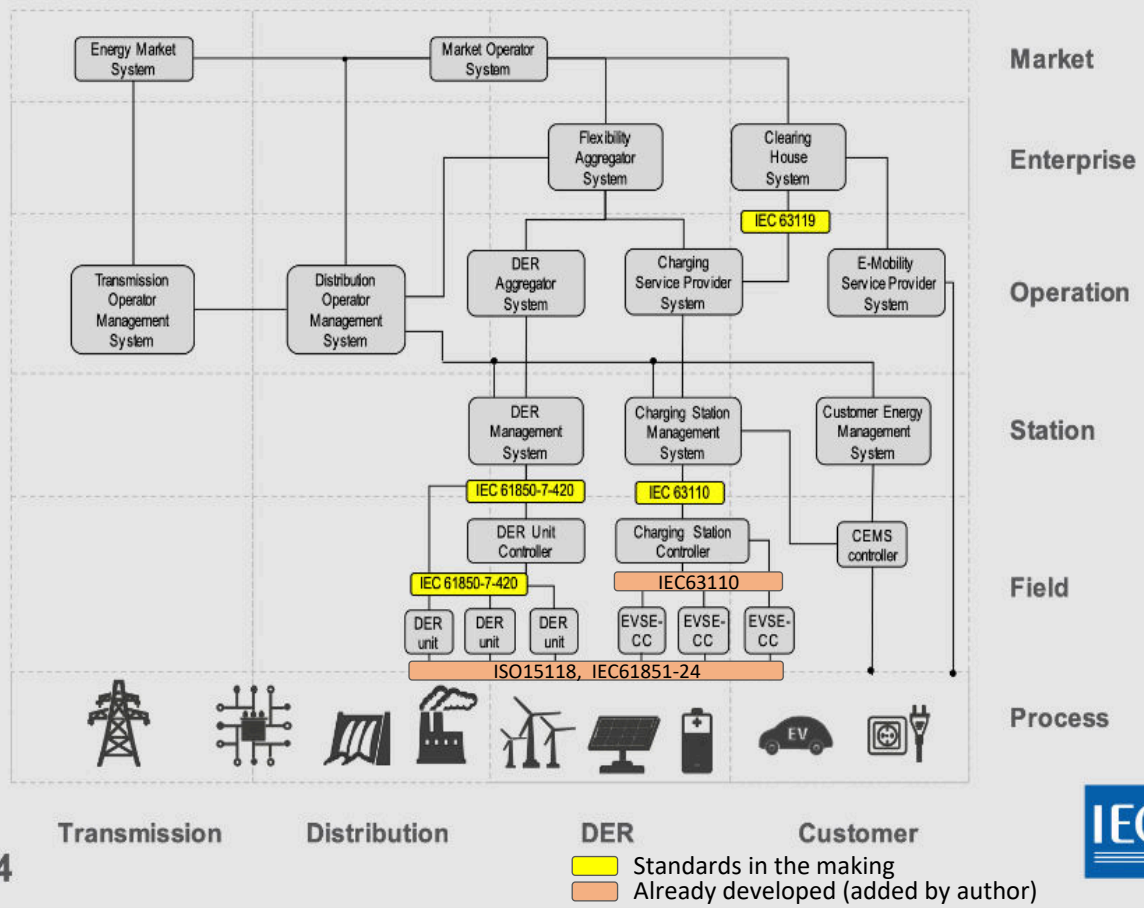 Energy Market
System
Market Operator
System
Market
Flexibility
Aggregator
System
Clearing
House
System
Enterprise
IEC 63119
Transmission
Operator
Management
System
Distribution
Operator
Management
System
DER
Aggregator
System
Charging
Service Provider
System
E-Mobility
Service Provider
System
Operation
DER
Management
System
Charging Station
Management
System
Customer Energy
Management
System
Station
IEC 61850-7-420
IEC 63110
DER Unit
Controller
Charging Station
Controller
CEMS
controller
IEC 61850-7-420
IEC63110
Field
DER
unit
DER
unit
DER
unit
EVSE-
CC
EVSE-
CC
EVSE-
CC
ISO15118, IEC61851-24
EV
Process
Transmission
Distribution
DER
Customer
IEC
4
Standards in the making
Already developed (added by author)